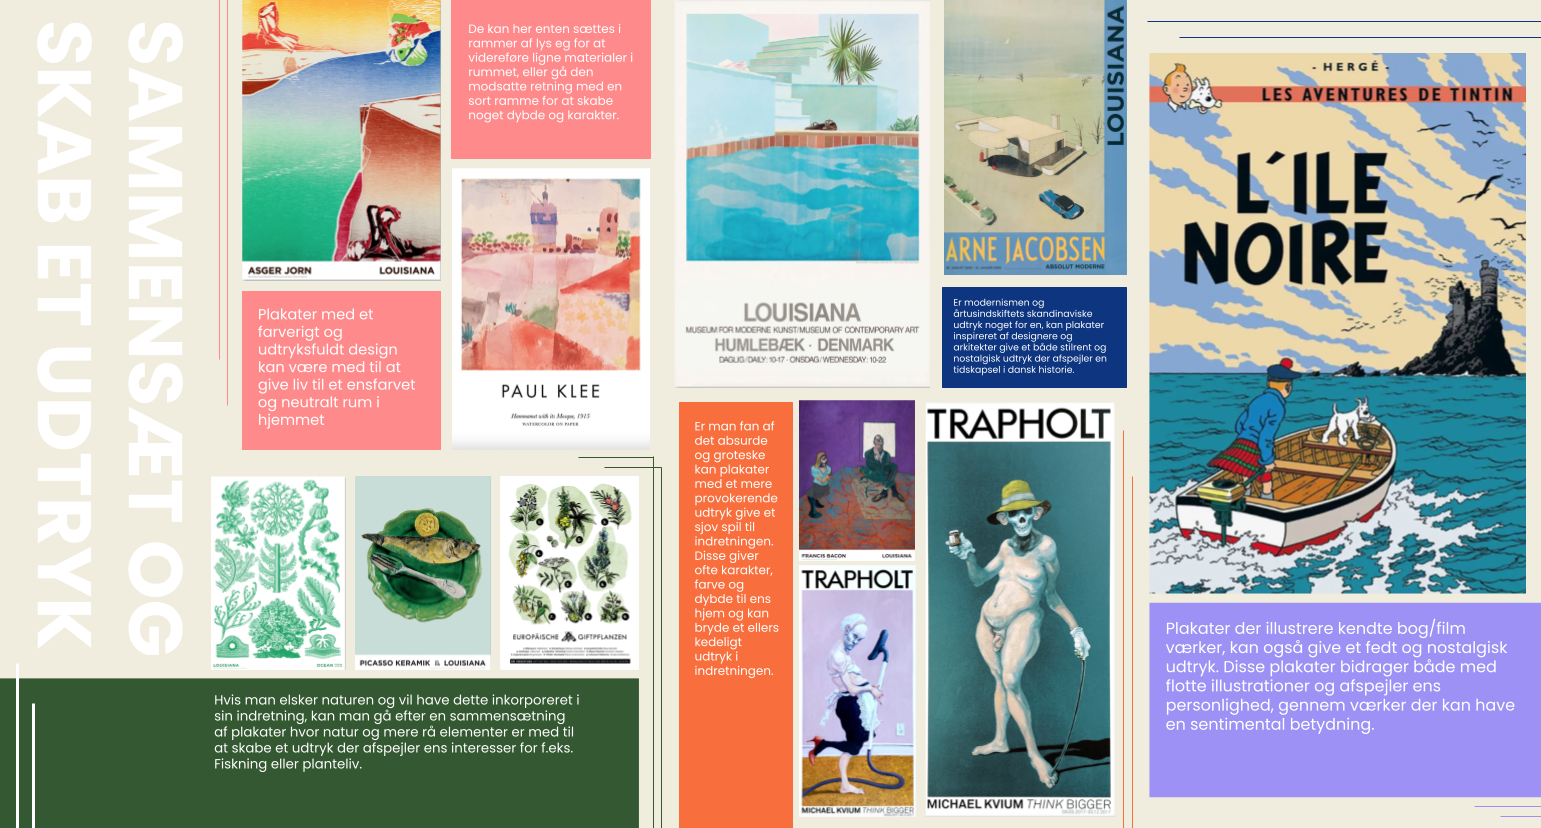 SAMMENSÆT OG
SKAB ET UDTRYK
ASGER JORN LOUISIANA
Plakater med et
farverigt og
udtryksfuldt design
kan være med til at
give liv til et ensfarvet
og neutralt rum i
hjemmet
De kan her enten sættes i
rammer af lys eg for at
videreføre ligne materialer i
rummet, eller gå den
modsatte retning med en
sort ramme for at skabe
noget dybde og karakter.
PAUL KLEE
Hammamet with its Mosque, 1915
WATERCOLOR ON PAPER
LOUISIANA
MUSEUM FOR MODERNE KUNST/MUSEUM OF CONTEMPORARY ART
HUMLEBÆK · DENMARK
DAGLIG/DAILY: 10-17 · ONSDAG/WEDNESDAY: 10-22
LOUISIANA
ARNE JACOBSEN
ABSOLUT MODERNE
Er modernismen og
årtusindskiftets skandinaviske
udtryk noget for en, kan plakater
inspireret af designere og
arkitekter give et både stilrent og
nostalgisk udtryk der afspejler en
tidskapsel i dansk historie.
- HERGÉ -
LES AVENTURES DE TINTIN
L'ILE
NOIRE
Plakater der illustrere kendte bog/film
værker, kan også give et fedt og nostalgisk
udtryk. Disse plakater bidrager både med
flotte illustrationer og afspejler ens
personlighed, gennem værker der kan have
en sentimental betydning.
LOUISIANA OCEAN
PICASSO KERAMIK LOUISIANA
EUROPÄISCHE GIFTPFLANZEN
Hvis man elsker naturen og vil have dette inkorporeret i
sin indretning, kan man gå efter en sammensætning
af plakater hvor natur og mere rå elementer er med til
at skabe et udtryk der afspejler ens interesser for f.eks.
Fiskning eller planteliv.
Er man fan af
det absurde
og groteske
kan plakater
med et mere
provokerende
udtryk give et
sjov spil til
indretningen.
Disse giver
ofte karakter,
farve og
dybde til ens
hjem og kan
bryde et ellers
kedeligt
udtryk i
indretningen.
FRANCIS BACON LOUISIANA
TRAPHOLT
MICHAEL KVIUM THINK BIGGER
TRAPHOLT
MICHAEL KVIUM THINK BIGGER